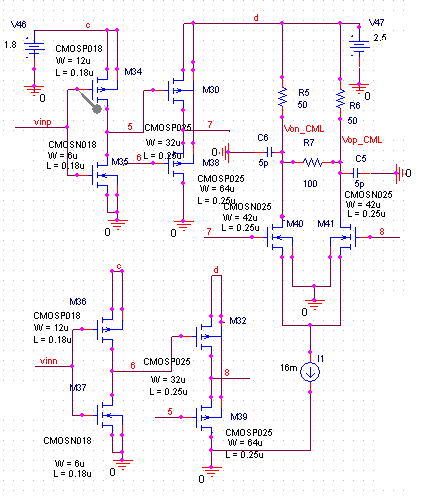 V46
1.8
0
c
CMOSP018
W = 12u
L = 0.18u
M34
vinp
5
CMOSN018
W = 6u
L = 0.18u
M35
0
d
M30
CMOSP025
W = 32u
L = 0.25u
7
6
M38
CMOSP025
W = 64u
L = 0.25u
0
V47
2.5
0
R5
50
R6
50
Von_CML
Vop_CML
C6
5p
0
R7
100
C5
5p
0
CMOSN025
W = 42u
L = 0.25u
M40
7
CMOSN025
W = 42u
L = 0.25u
M41
8
0
I1
16m
c
M36
CMOSP018
W = 12u
L = 0.18u
vinn
6
M37
CMOSN018
W = 6u
L = 0.18u
0
d
M32
CMOSP025
W = 32u
L = 0.25u
8
5
M39
CMOSP025
W = 64u
L = 0.25u
0